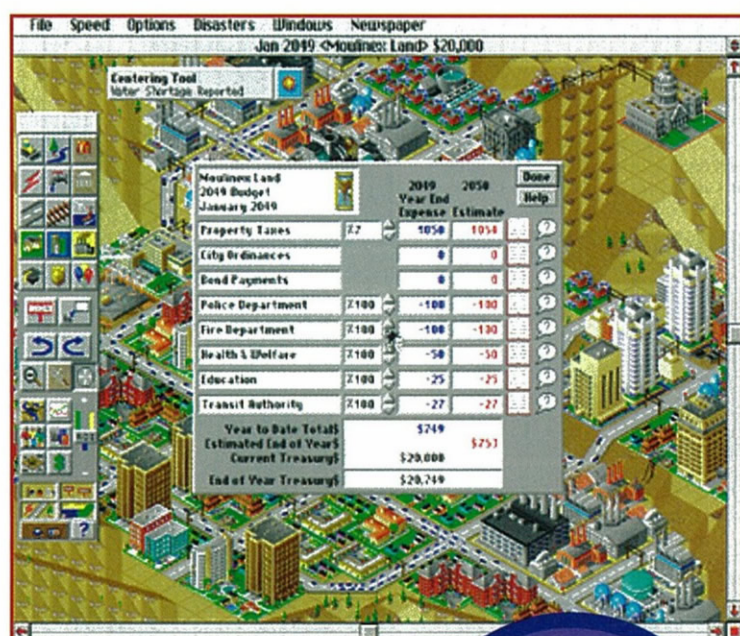 File Speed Options Disasters Windows Newspaper
Jan 2049 <Moulinex Land> $20,000
Centering Tool
Water Shortage Reported
Moulinex Land
2049 Budget
January 2049
2049 2050
Year End
Expense Estimate
Done
Help
Property Taxes %7 1050 1054 ?
City Ordinances 0 0 ?
Bond Payments 0 0 ?
Police Department %100 -100 -100 ?
Fire Department %100 -100 -100 ?
Health & Welfare %100 -50 -50 ?
Education %100 -25 -25 ?
Transit Authority %100 -27 -27 ?
Year to Date Total$ $749
Estimated End of Year$ $753
Current Treasury$ $20,000
End of Year Treasury$ $20,749
?